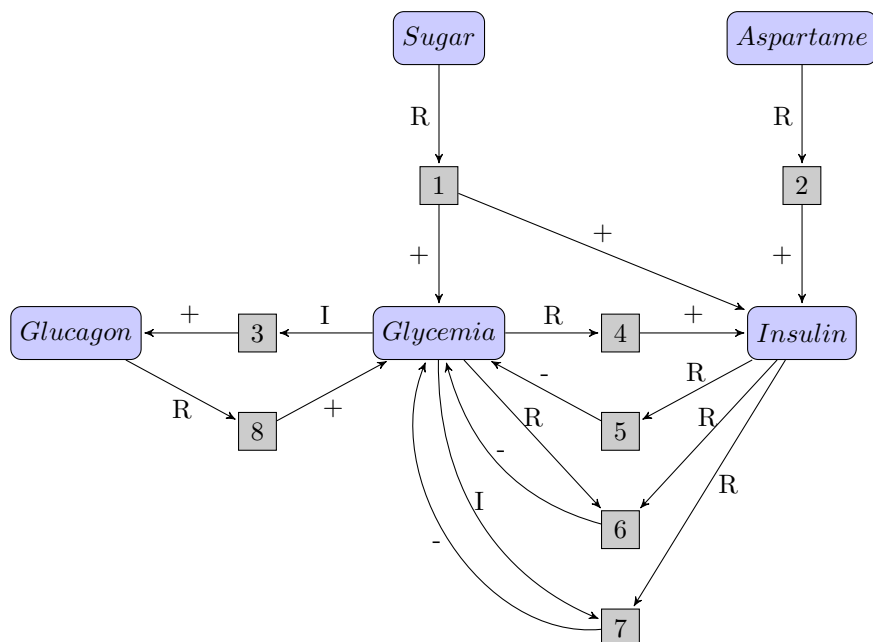 Sugar
Aspartame
R
R
1
2
+
+
+
Glucagon
+
3
I
Glycemia
R
4
+
Insulin
R
8
+
-
5
R
R
-
6
R
R
I
-
7